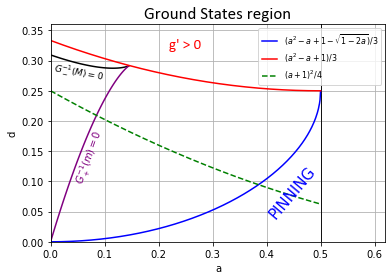 Ground States region
g' > 0
(a² − a + 1 − √1 − 2a)/3
(a² − a + 1)/3
(a + 1)²/4
G₋⁻¹(M) = 0
G₊⁻¹(m) = 0
PINNING
d
0.35
0.30
0.25
0.20
0.15
0.10
0.05
0.00
0.0 0.1 0.2 0.3 0.4 0.5 0.6
a